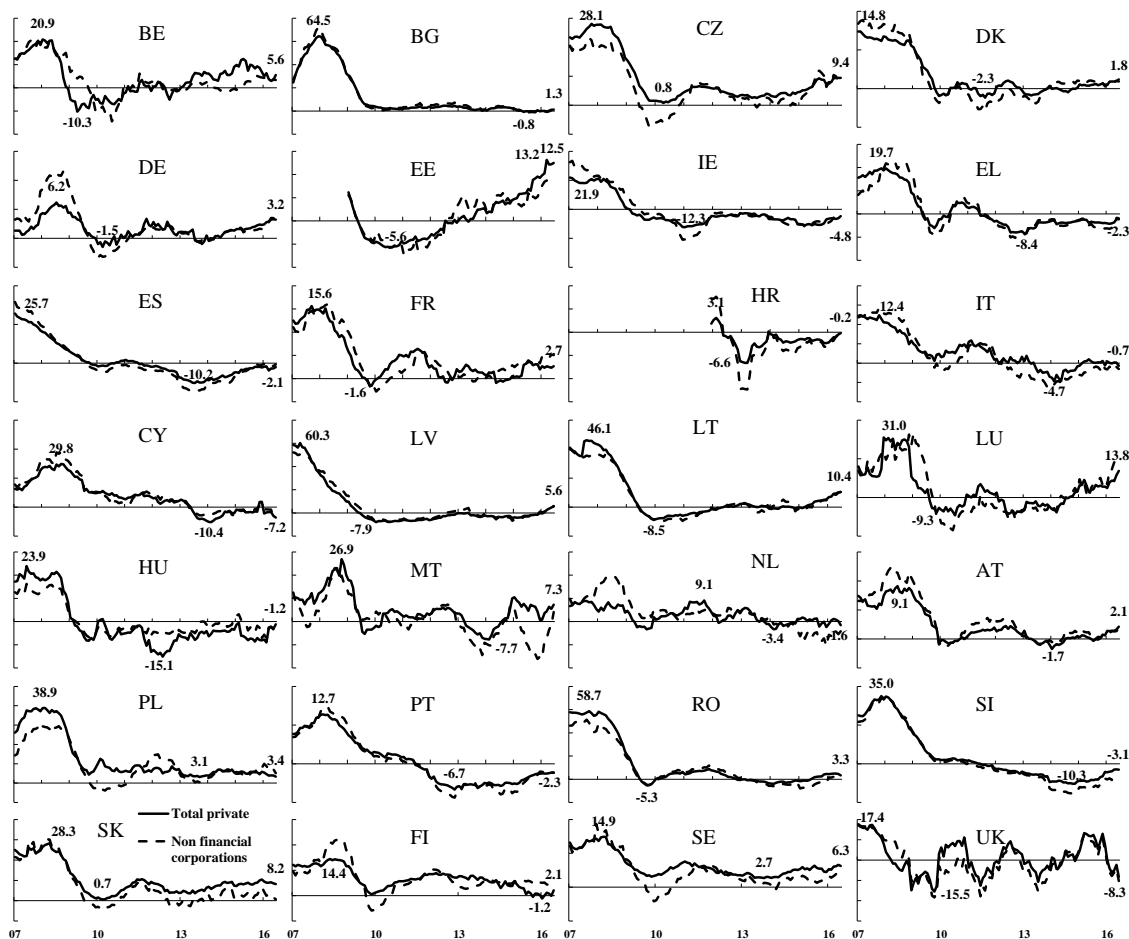 20.9
BE
5.6
-10.3
64.5
BG
1.3
-0.8
28.1
CZ
9.4
0.8
14.8
DK
1.8
-2.3
DE
6.2
3.2
-1.5
EE
13.2
12.5
-5.6
IE
21.9
-12.3
-4.8
EL
19.7
-8.4
-2.3
ES
25.7
-10.2
-2.1
FR
15.6
2.7
-1.6
HR
3.1
-0.2
-6.6
IT
12.4
-0.7
-4.7
CY
29.8
-7.2
-10.4
LV
60.3
5.6
-7.9
LT
46.1
10.4
-8.5
LU
31.0
13.8
-9.3
HU
23.9
-1.2
-15.1
MT
26.9
7.3
-7.7
NL
9.1
-3.4
-1.6
AT
9.1
2.1
-1.7
PL
38.9
3.1
3.4
PT
12.7
-6.7
-2.3
RO
58.7
3.3
-5.3
SI
35.0
-3.1
-10.3
Total private
Non financial
corporations
SK
28.3
8.2
0.7
FI
14.4
2.1
-1.2
SE
14.9
6.3
2.7
17.4
UK
-15.5
-8.3
07 10 13 16
07 10 13 16
07 10 13 16
07 10 13 16